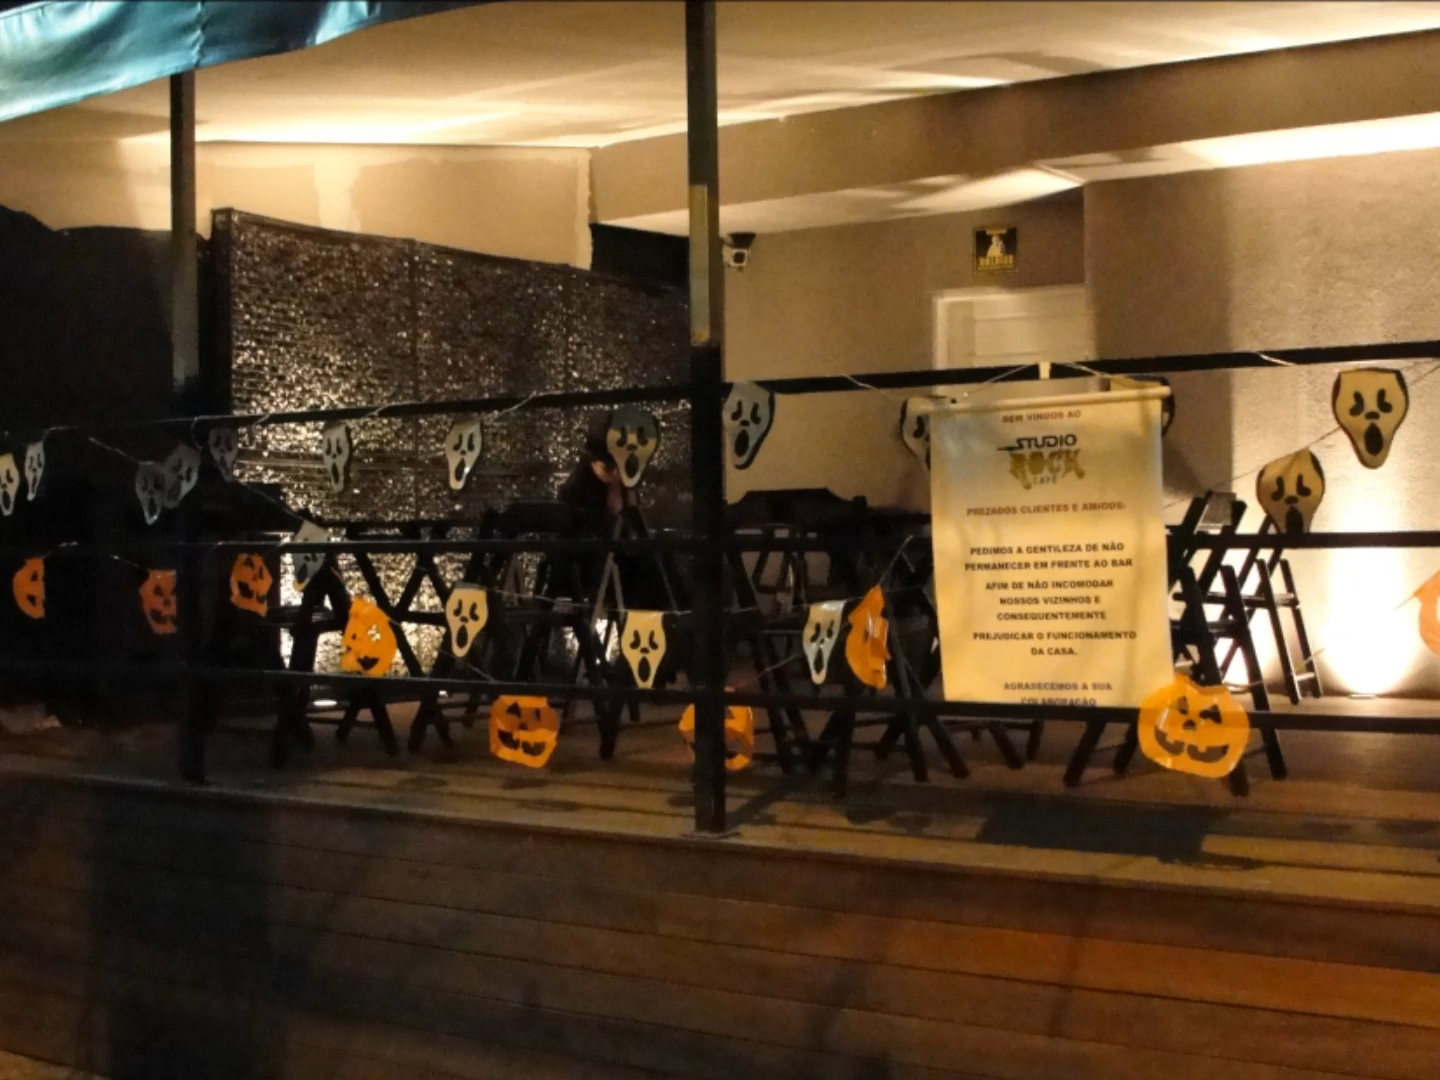 BEM VINDOS AO
STUDIO
ROCK
CAFÉ
PREZADOS CLIENTES E AMIGOS:
PEDIMOS A GENTILEZA DE NÃO
PERMANECER EM FRENTE AO BAR
AFIM DE NÃO INCOMODAR
NOSSOS VIZINHOS E
CONSEQUENTEMENTE
PREJUDICAR O FUNCIONAMENTO
DA CASA.
AGRADECEMOS A SUA
COLABORAÇÃO